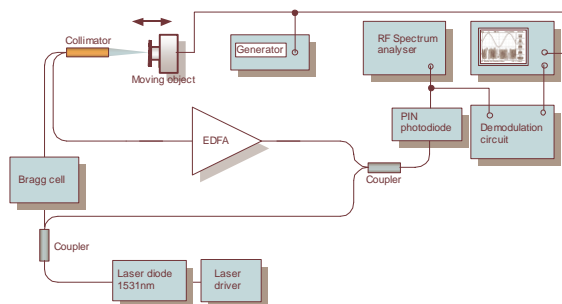 Collimator
Moving object
Generator
RF Spectrum
analyser
EDFA
PIN
photodiode
Demodulation
circuit
Coupler
Bragg cell
Coupler
Laser diode
1531nm
Laser
driver